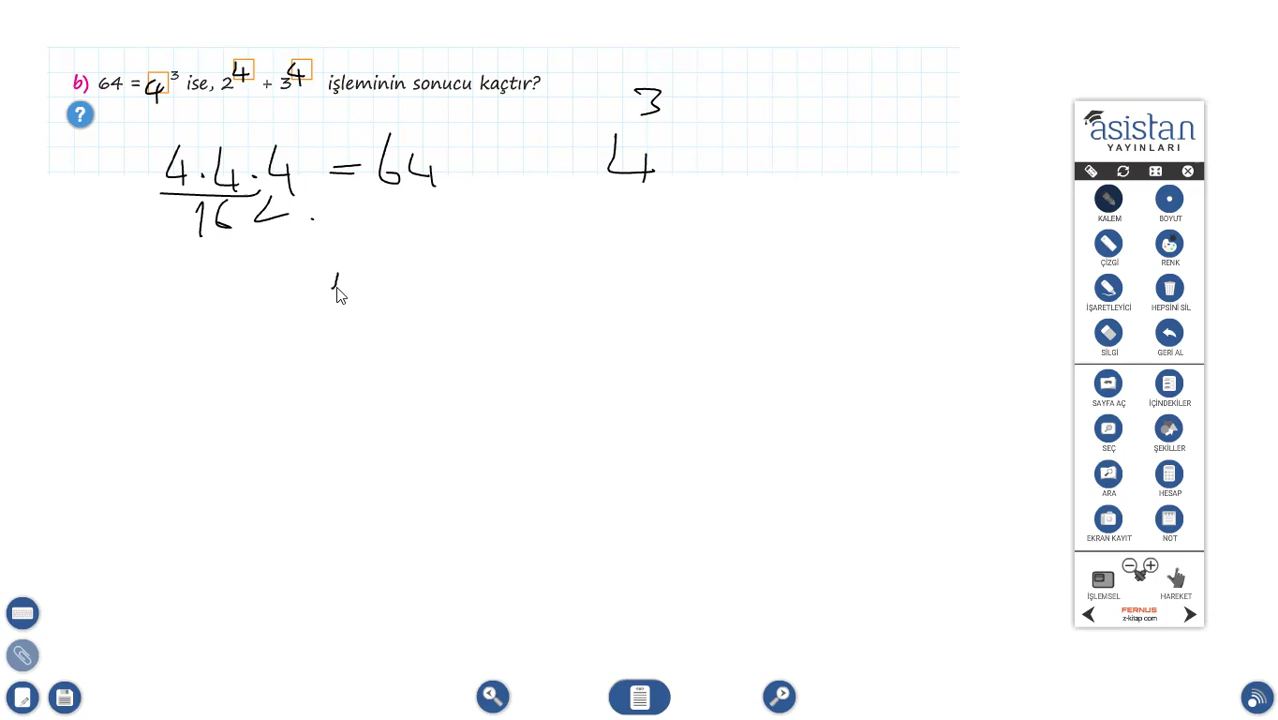 b) 64 = 4³ ise, 2⁴ + 3⁴ işleminin sonucu kaçtır?
?
3
4
4 . 4 . 4 = 64
16
asistan
YAYINLARI
KALEM BOYUT
ÇİZGİ RENK
İŞARETLEYİCİ HEPSİNİ SİL
SİLGİ GERİ AL
SAYFA AÇ İÇİNDEKİLER
SEÇ ŞEKİLLER
ARA HESAP
EKRAN KAYIT NOT
İŞLEMSEL HAREKET
FERNUS
z-kitap.com